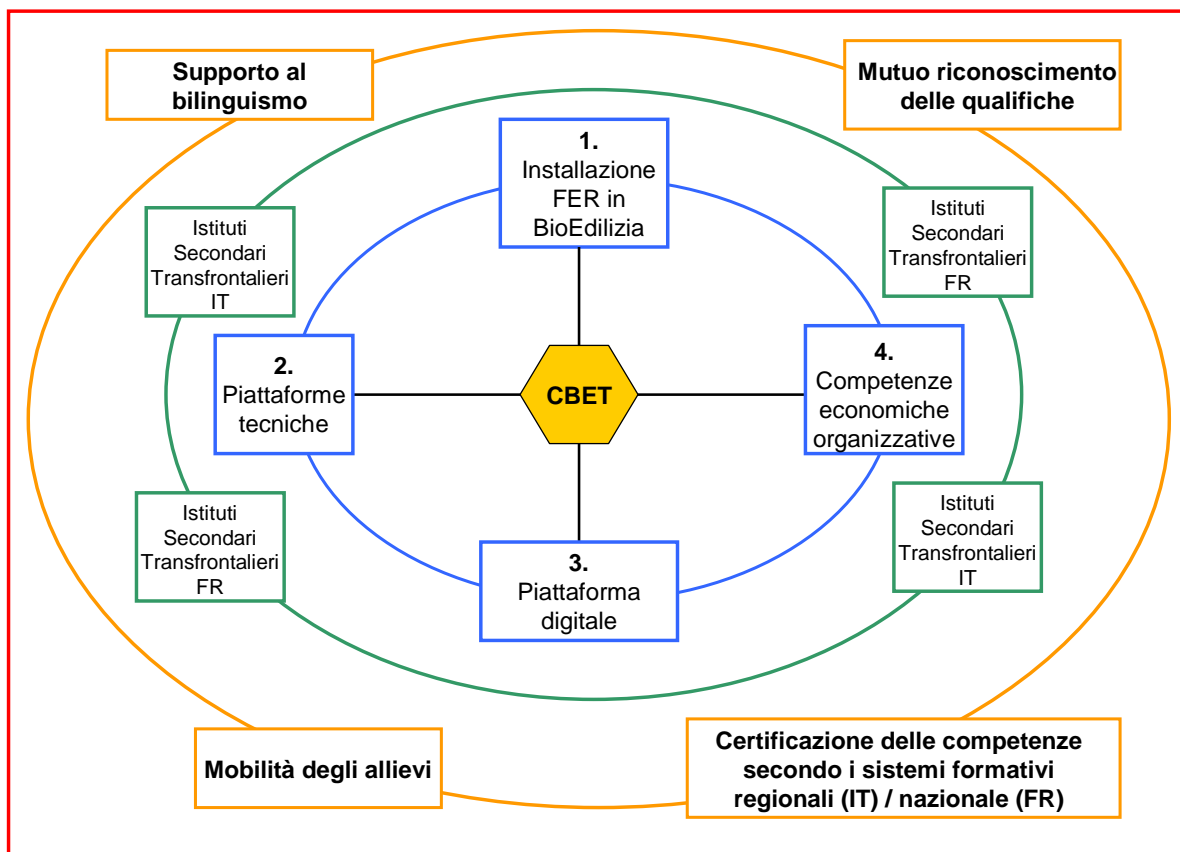 Supporto al
bilinguismo
Mutuo riconoscimento
delle qualifiche
1.
Installazione
FER in
BioEdilizia
Istituti
Secondari
Transfrontalieri
IT
Istituti
Secondari
Transfrontalieri
FR
2.
Piattaforme
tecniche
CBET
4.
Competenze
economiche
organizzative
Istituti
Secondari
Transfrontalieri
FR
3.
Piattaforma
digitale
Istituti
Secondari
Transfrontalieri
IT
Mobilità degli allievi
Certificazione delle competenze
secondo i sistemi formativi
regionali (IT) / nazionale (FR)